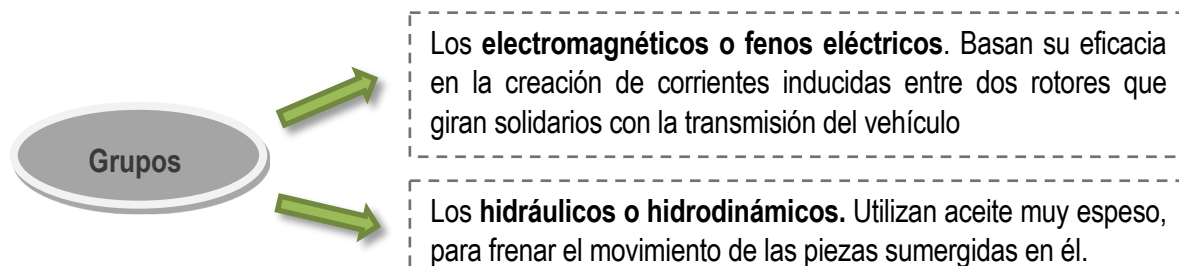 Grupos
Los electromagnéticos o fenos eléctricos. Basan su eficacia
en la creación de corrientes inducidas entre dos rotores que
giran solidarios con la transmisión del vehículo
Los hidráulicos o hidrodinámicos. Utilizan aceite muy espeso,
para frenar el movimiento de las piezas sumergidas en él.